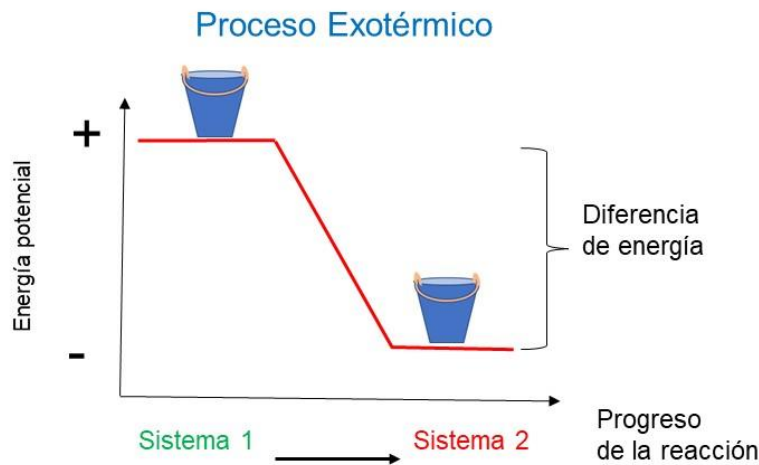 Proceso Exotérmico
+
Energía potencial
Diferencia
de energía
-
Sistema 1
Sistema 2
Progreso
de la reacción